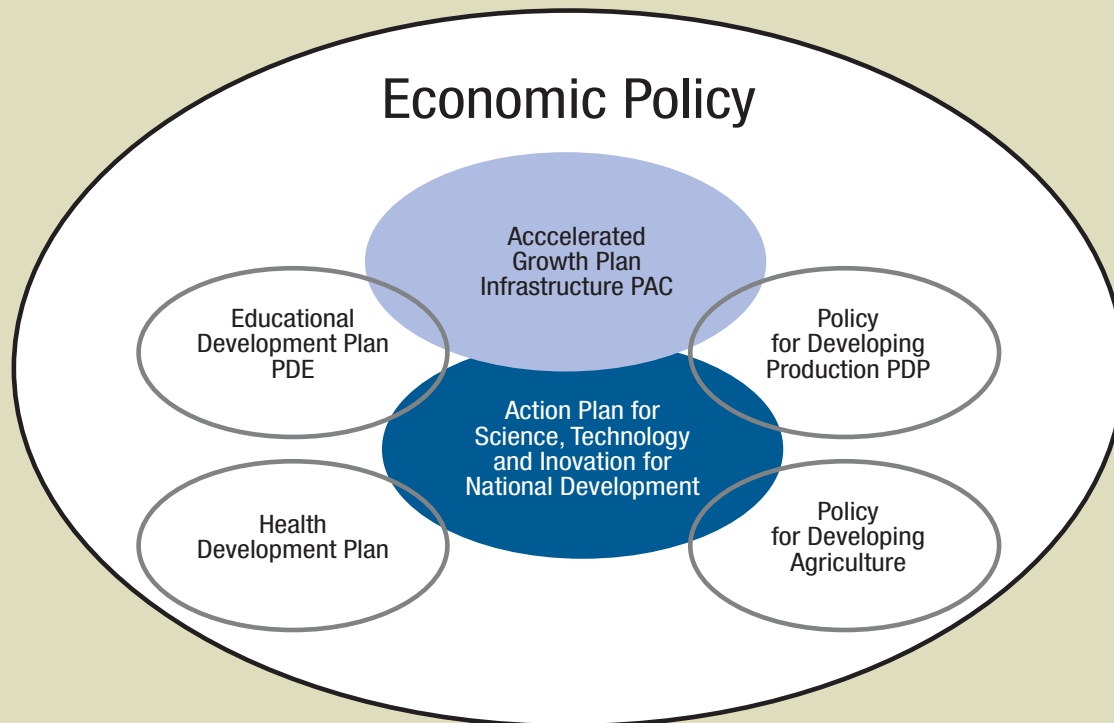 Economic Policy
Acccelerated
Growth Plan
Infrastructure PAC
Educational
Development Plan
PDE
Policy
for Developing
Production PDP
Action Plan for
Science, Technology
and Inovation for
National Development
Health
Development Plan
Policy
for Developing
Agriculture